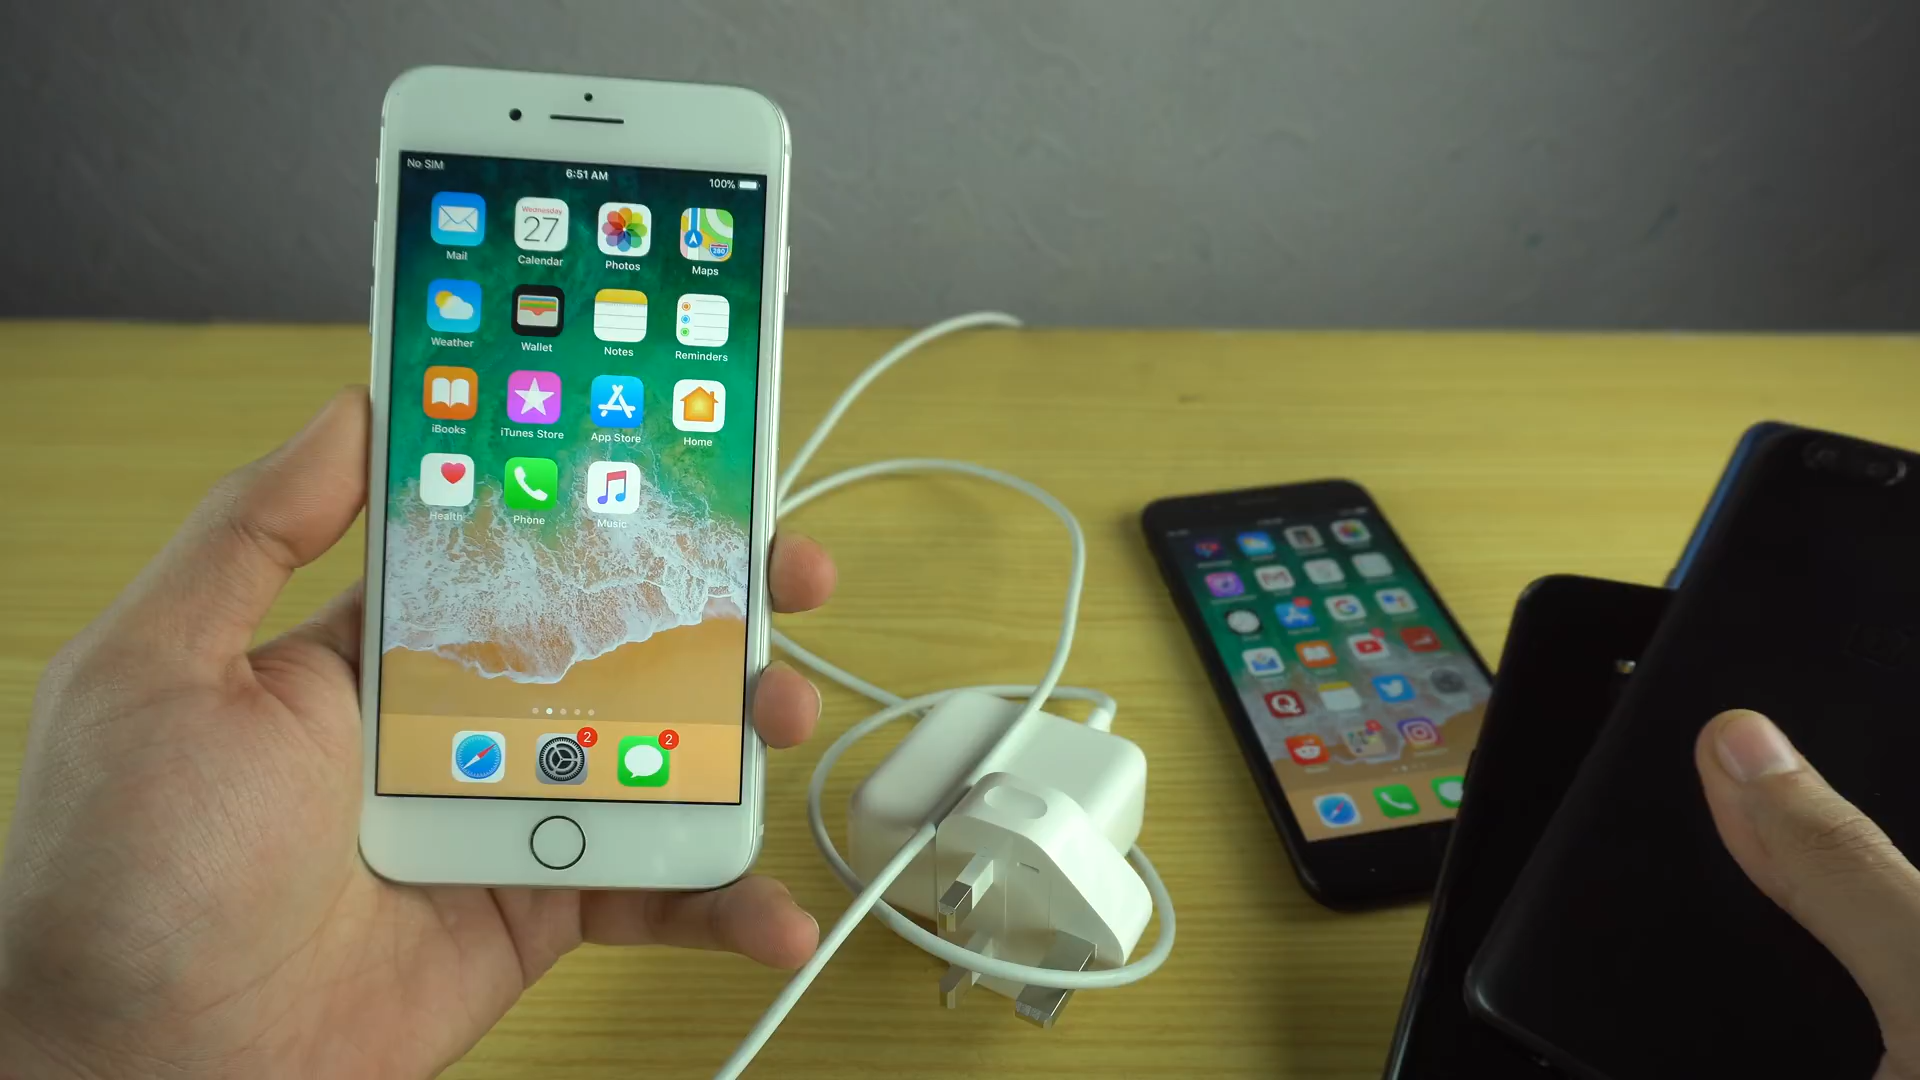 No SIM
6:51 AM
100%
Mail
Wednesday
27
Calendar
Photos
280
Maps
Weather
Wallet
Notes
Reminders
iBooks
iTunes Store
App Store
Home
Health
Phone
Music
2
2